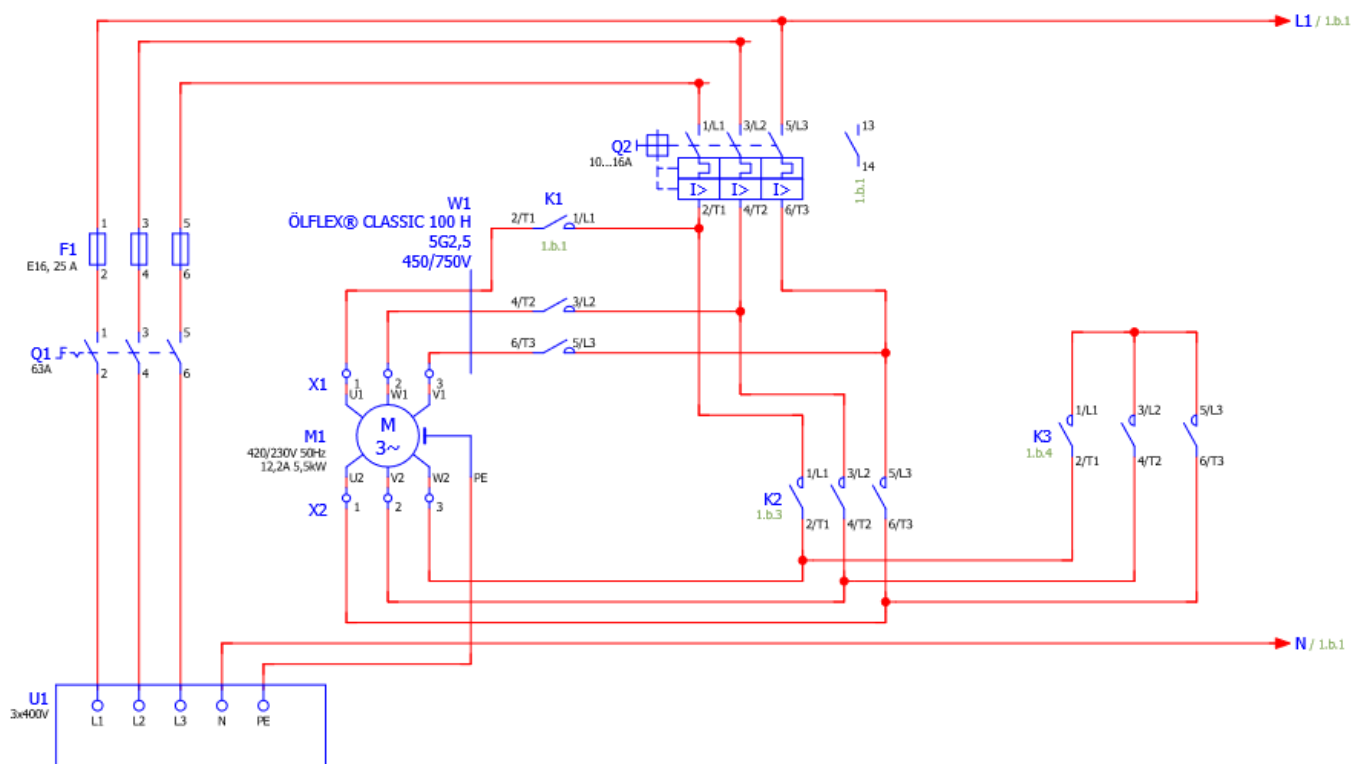 L1 / 1.b.1
1/L1 3/L2 5/L3 13
Q2
10...16A
14
1.b.1
I> I> I>
2/T1 4/T2 6/T3
W1
ÖLFLEX® CLASSIC 100 H
5G2,5
450/750V
K1
2/T1 1/L1
1.b.1
4/T2 3/L2
6/T3 5/L3
1 3 5
F1
E16, 25 A
2 4 6
1 3 5
Q1
63A
2 4 6
X1
1 2 3
U1 W1 V1
M
3~
M1
420/230V 50Hz
12,2A 5,5kW
U2 V2 W2 PE
X2
1 2 3
1/L1 3/L2 5/L3
K3
1.b.4
2/T1 4/T2 6/T3
1/L1 3/L2 5/L3
K2
1.b.3
2/T1 4/T2 6/T3
N / 1.b.1
U1
3x400V
L1 L2 L3 N PE